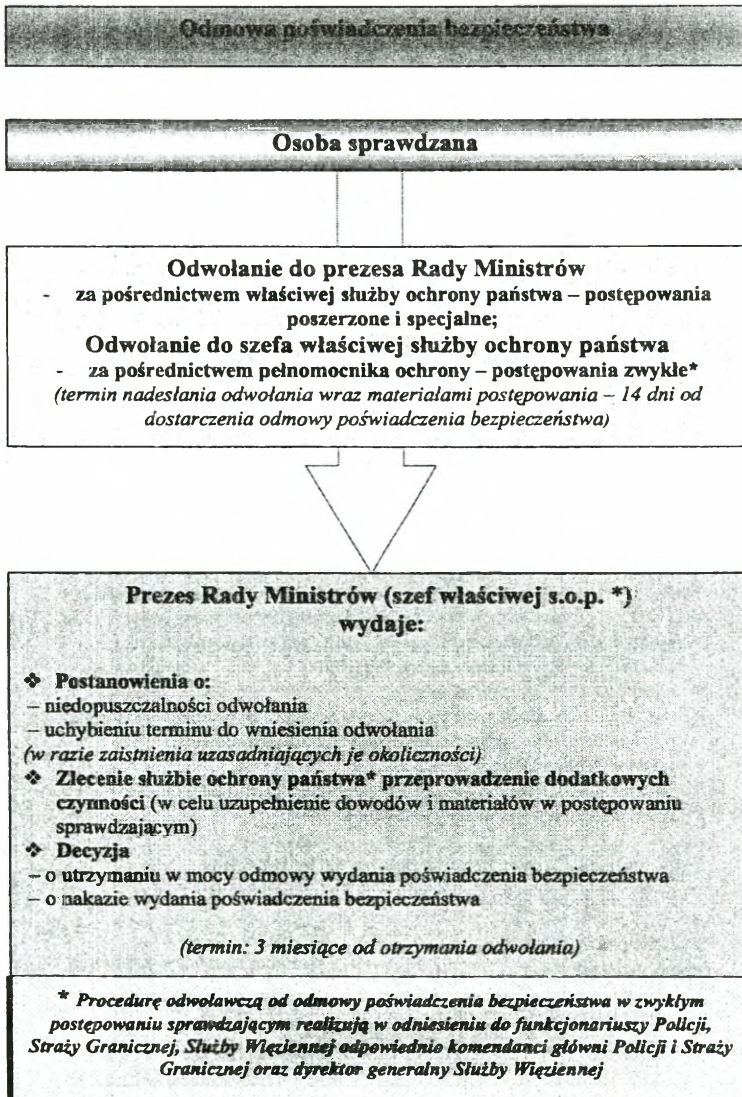 Odmowa poświadczenia bezpieczeństwa
Osoba sprawdzana
Odwołanie do prezesa Rady Ministrów
- za pośrednictwem właściwej służby ochrony państwa – postępowania
poszerzone i specjalne;
Odwołanie do szefa właściwej służby ochrony państwa
- za pośrednictwem pełnomocnika ochrony – postępowania zwykłe*
(termin nadesłania odwołania wraz materiałami postępowania – 14 dni od
dostarczenia odmowy poświadczenia bezpieczeństwa)
Prezes Rady Ministrów (szef właściwej s.o.p. *)
wydaje:
❖ Postanowienia o:
– niedopuszczalności odwołania
– uchybieniu terminu do wniesienia odwołania
(w razie zaistnienia uzasadniających je okoliczności)
❖ Zlecenie służbie ochrony państwa* przeprowadzenie dodatkowych
czynności (w celu uzupełnienie dowodów i materiałów w postępowaniu
sprawdzającym)
❖ Decyzja
– o utrzymaniu w mocy odmowy wydania poświadczenia bezpieczeństwa
– o nakazie wydania poświadczenia bezpieczeństwa
(termin: 3 miesiące od otrzymania odwołania)
* Procedurę odwoławczą od odmowy poświadczenia bezpieczeństwa w zwykłym
postępowaniu sprawdzającym realizują w odniesieniu do funkcjonariuszy Policji,
Straży Granicznej, Służby Więziennej odpowiednio komendanci główni Policji i Straży
Granicznej oraz dyrektor generalny Służby Więziennej